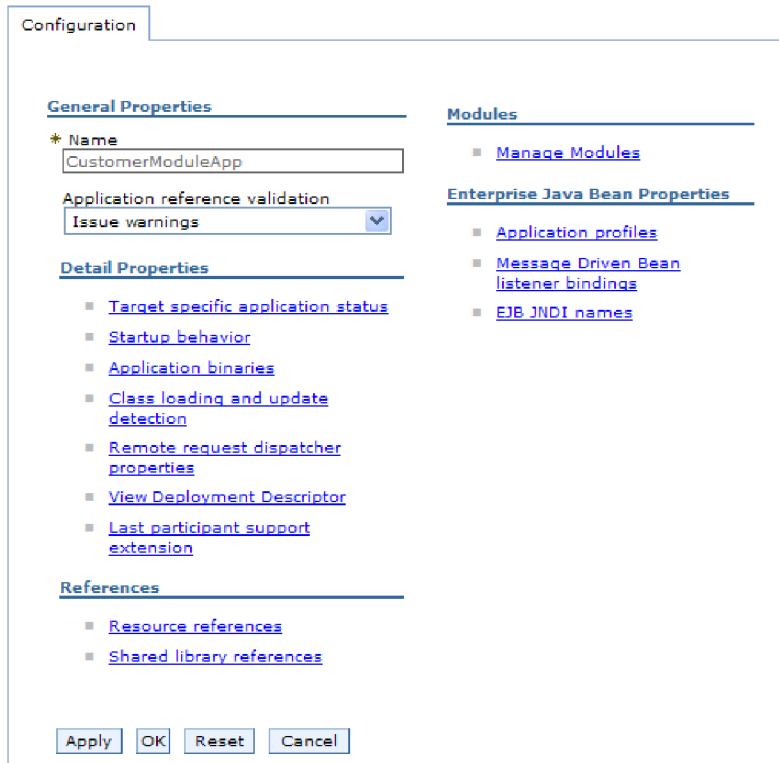 Configuration
General Properties
* Name
CustomerModuleApp
Application reference validation
Issue warnings
Detail Properties
Target specific application status
Startup behavior
Application binaries
Class loading and update
detection
Remote request dispatcher
properties
View Deployment Descriptor
Last participant support
extension
References
Resource references
Shared library references
Modules
Manage Modules
Enterprise Java Bean Properties
Application profiles
Message Driven Bean
listener bindings
EJB JNDI names
Apply OK Reset Cancel